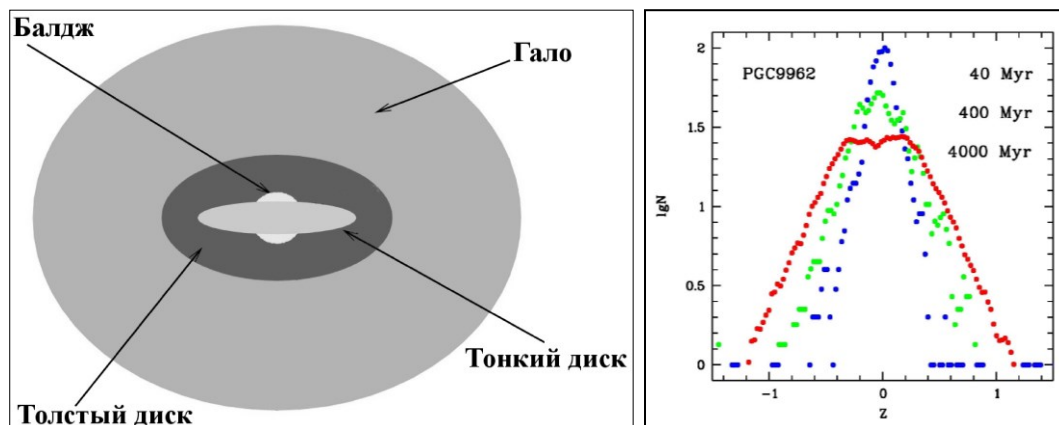 Балдж
Гало
Тонкий диск
Толстый диск
PGC9962
40 Myr
400 Myr
4000 Myr
lgN
2
1.5
1
0.5
0
-1
0
1
Z